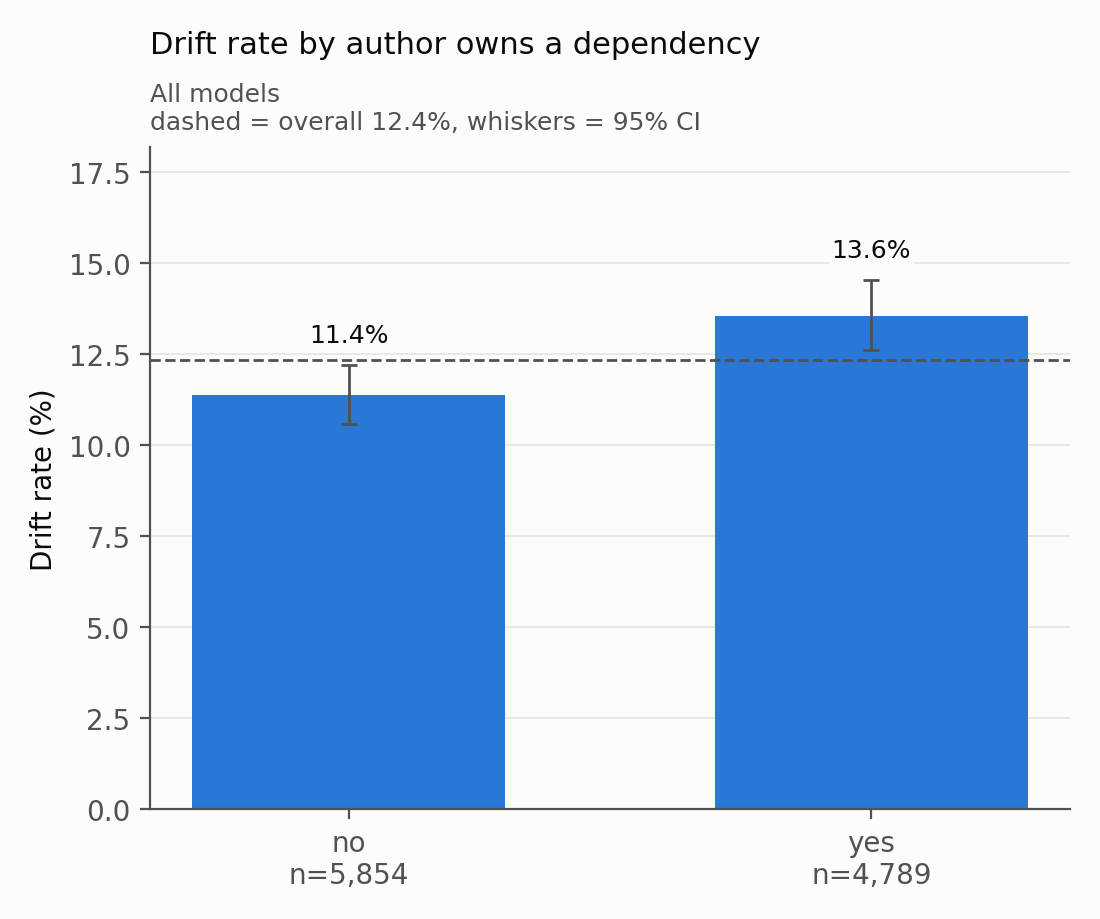 Drift rate by author owns a dependency
All models
dashed = overall 12.4%, whiskers = 95% CI
Drift rate (%)
17.5
15.0
12.5
10.0
7.5
5.0
2.5
0.0
11.4%
13.6%
no
n=5,854
yes
n=4,789